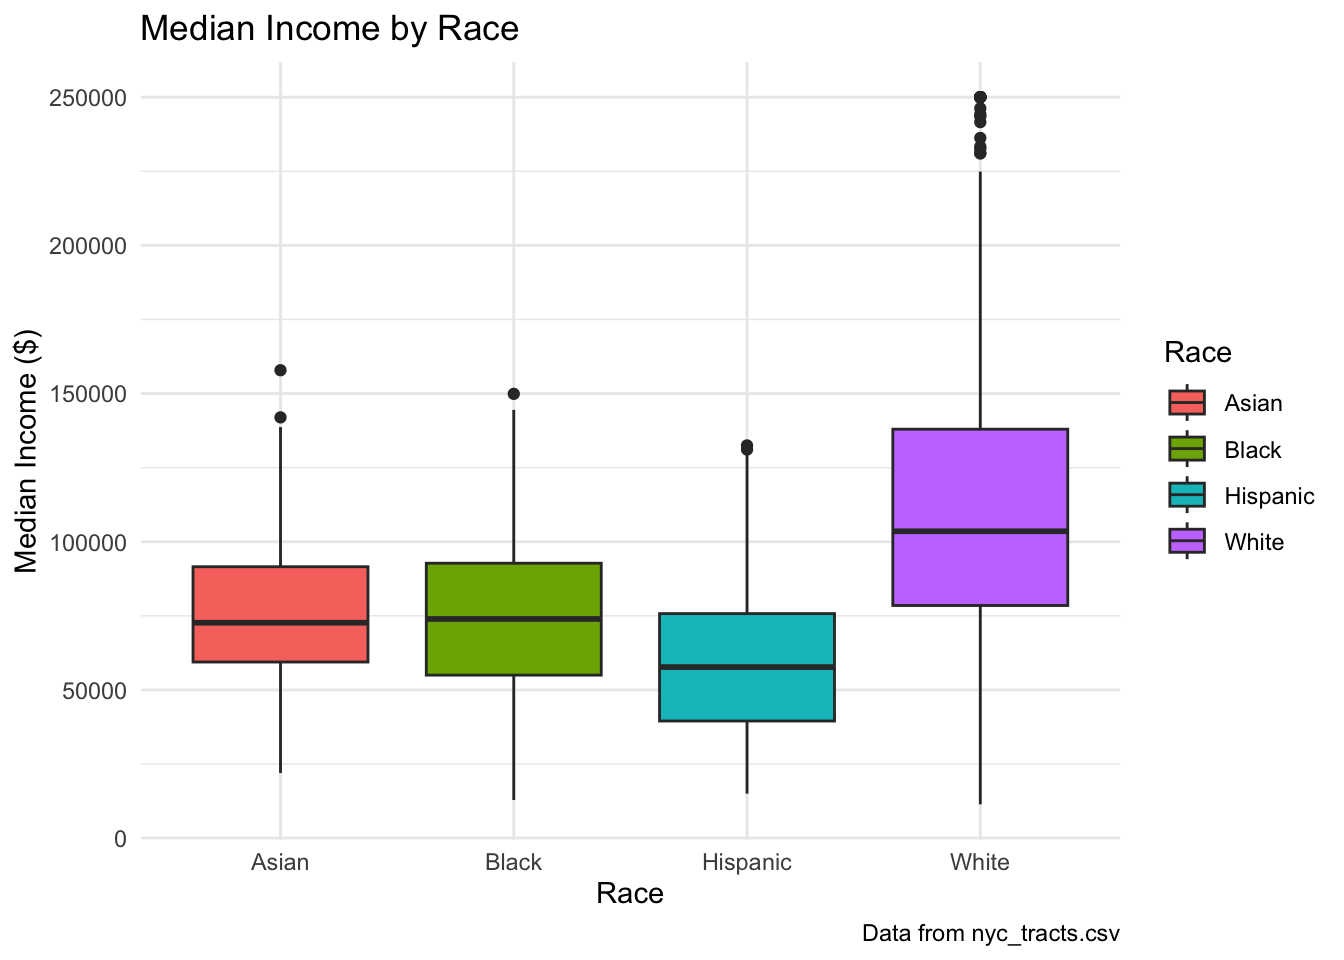 Median Income by Race
Median Income ($)
250000
200000
150000
100000
50000
0
Asian
Black
Hispanic
White
Race
Race
Asian
Black
Hispanic
White
Data from nyc_tracts.csv